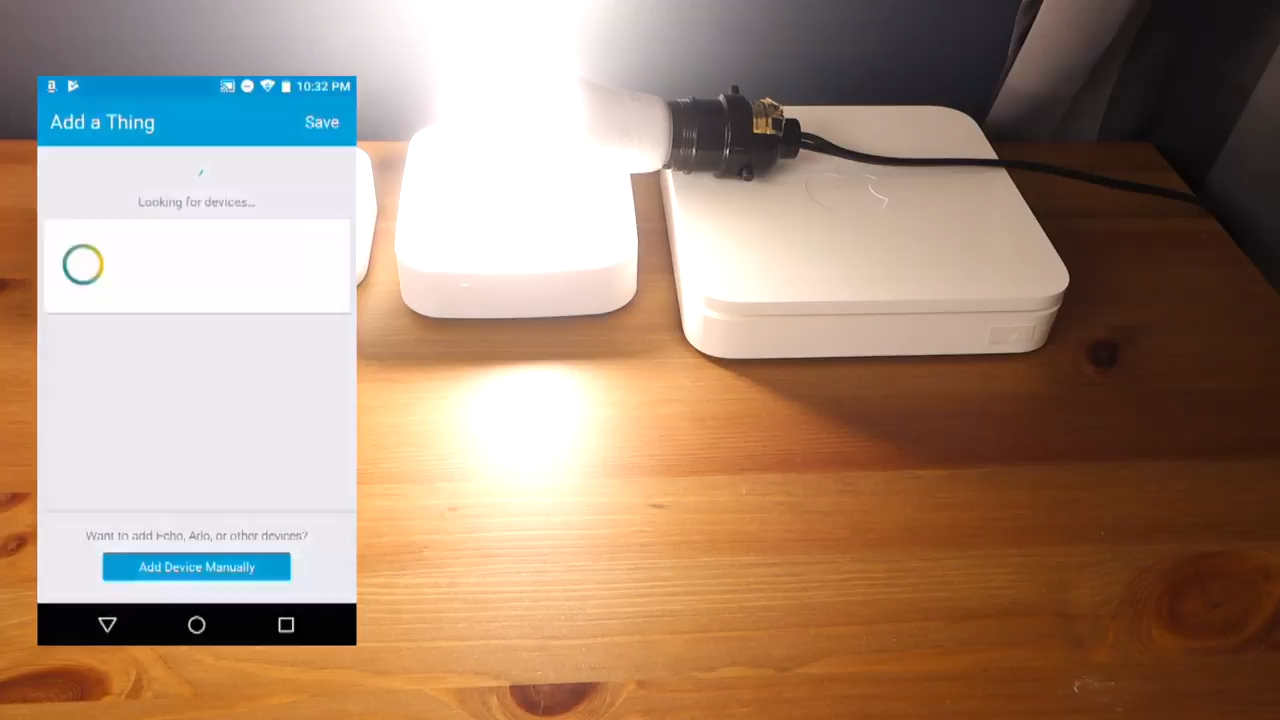 10:32 PM
Add a Thing
Save
Looking for devices...
Want to add Echo, Arlo, or other devices?
Add Device Manually